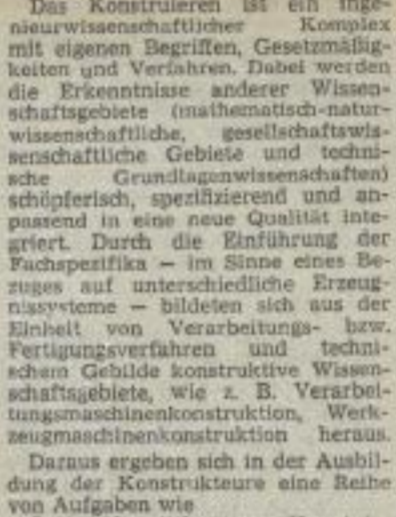 Das Konstruieren ist ein inge-
nieurwissenschaftlicher Komplex
mit eigenen Begriffen, Gesetzmäßig-
keiten und Verfahren. Dabei werden
die Erkenntnisse anderer Wissen-
schaftsgebiete (mathematisch-natur-
wissenschaftliche, gesellschaftswis-
senschaftliche Gebiete und techni-
sche Grundlagenwissenschaften)
schöpferisch, spezifizierend und an-
passend in eine neue Qualität inte-
griert. Durch die Einführung der
Fachspezifika — im Sinne eines Be-
zuges auf unterschiedliche Erzeug-
nissysteme — bildeten sich aus der
Einheit von Verarbeitungs- bzw.
Fertigungsverfahren und techni-
schem Gebilde konstruktive Wissen-
schaftsgebiete, wie z. B. Verarbei-
tungsmaschinenkonstruktion, Werk-
zeugmaschinenkonstruktion heraus.
Daraus ergeben sich in der Ausbil-
dung der Konstrukteure eine Reihe
von Aufgaben wie